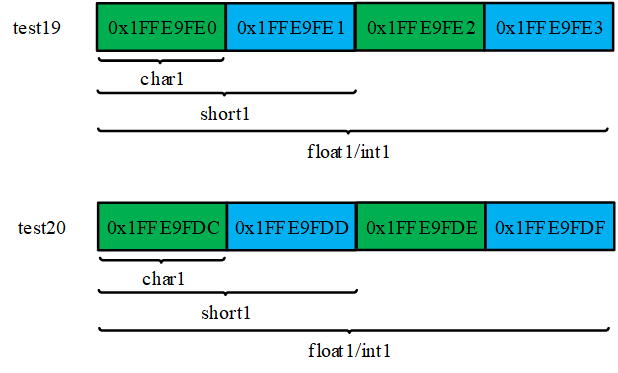 test19 0x1FFE9FE0 0x1FFE9FE1 0x1FFE9FE2 0x1FFE9FE3
char1
short1
float1/int1
test20 0x1FFE9FDC 0x1FFE9FDD 0x1FFE9FDE 0x1FFE9FDF
char1
short1
float1/int1